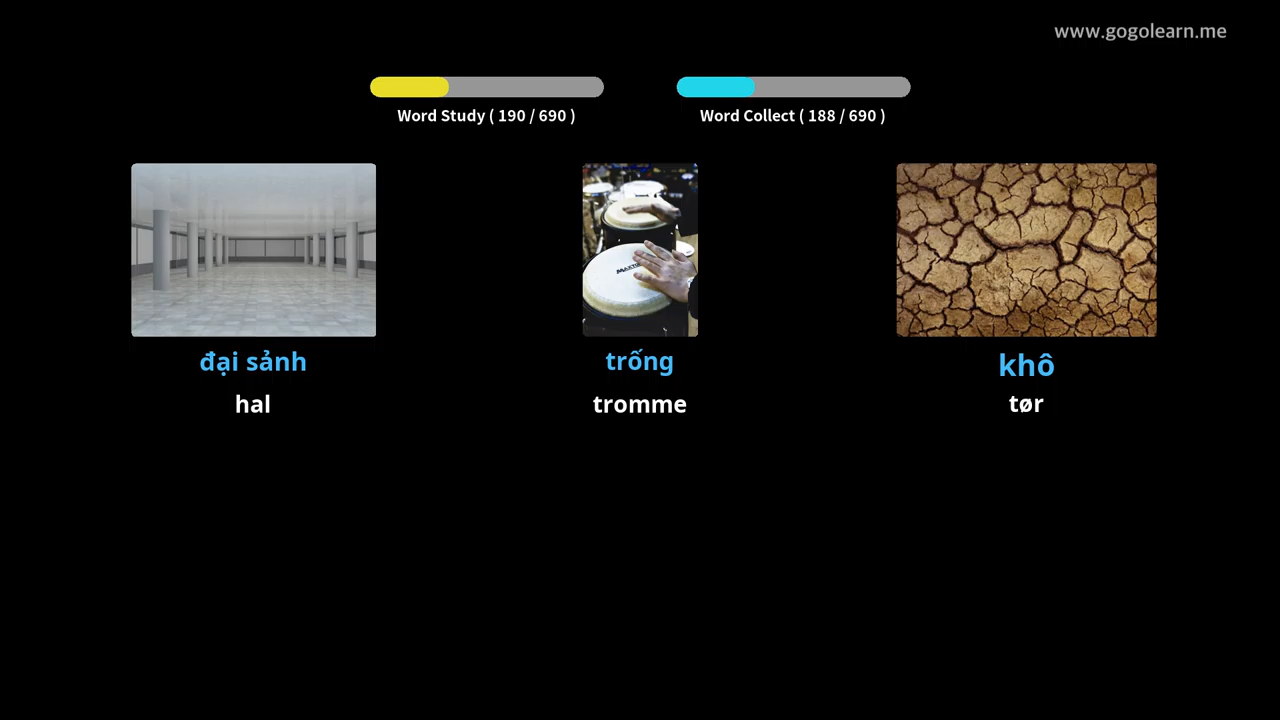 www.gogolearn.me
Word Study ( 190 / 690 )
Word Collect ( 188 / 690 )
đại sảnh
trống
khô
hal
tromme
tør